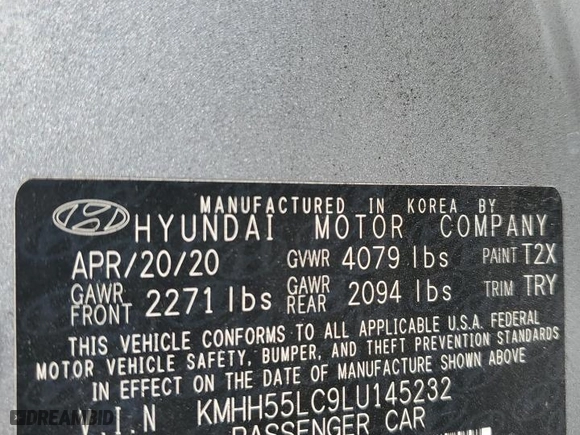 MANUFACTURED IN KOREA BY
HYUNDAI MOTOR COMPANY
APR/20/20 GVWR 4079 lbs PAINT T2X
GAWR FRONT 2271 lbs GAWR REAR 2094 lbs TRIM TRY
THIS VEHICLE CONFORMS TO ALL APPLICABLE U.S.A. FEDERAL
MOTOR VEHICLE SAFETY, BUMPER, AND THEFT PREVENTION STANDARDS
IN EFFECT ON THE DATE OF MANUFACTURE SHOWN ABOVE
V.I.N KMHH55LC9LU145232
PASSENGER CAR
DREAMBID